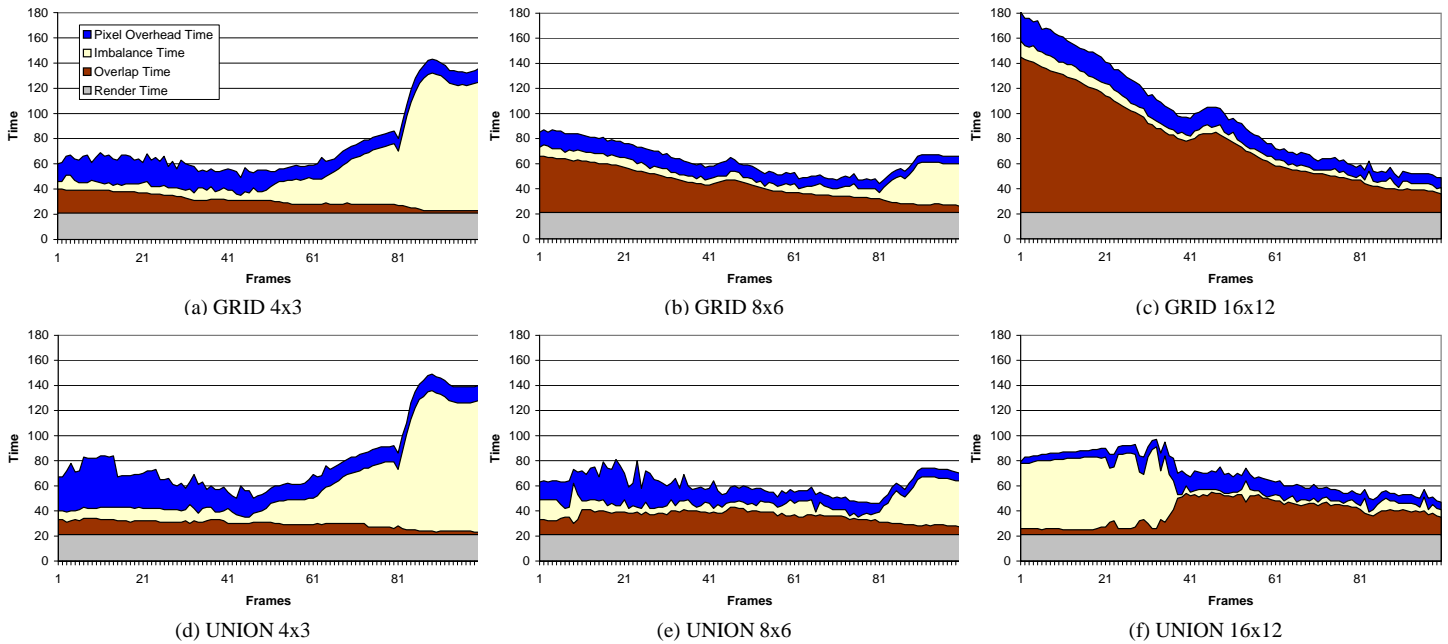 180
160
140
120
100
80
60
40
20
0
Time
Pixel Overhead Time
Imbalance Time
Overlap Time
Render Time
1 21 41 61 81
Frames
(a) GRID 4x3
180
160
140
120
100
80
60
40
20
0
Time
1 21 41 61 81
Frames
(b) GRID 8x6
180
160
140
120
100
80
60
40
20
0
Time
1 21 41 61 81
Frames
(c) GRID 16x12
180
160
140
120
100
80
60
40
20
0
Time
1 21 41 61 81
Frames
(d) UNION 4x3
180
160
140
120
100
80
60
40
20
0
Time
1 21 41 61 81
Frames
(e) UNION 8x6
180
160
140
120
100
80
60
40
20
0
Time
1 21 41 61 81
Frames
(f) UNION 16x12